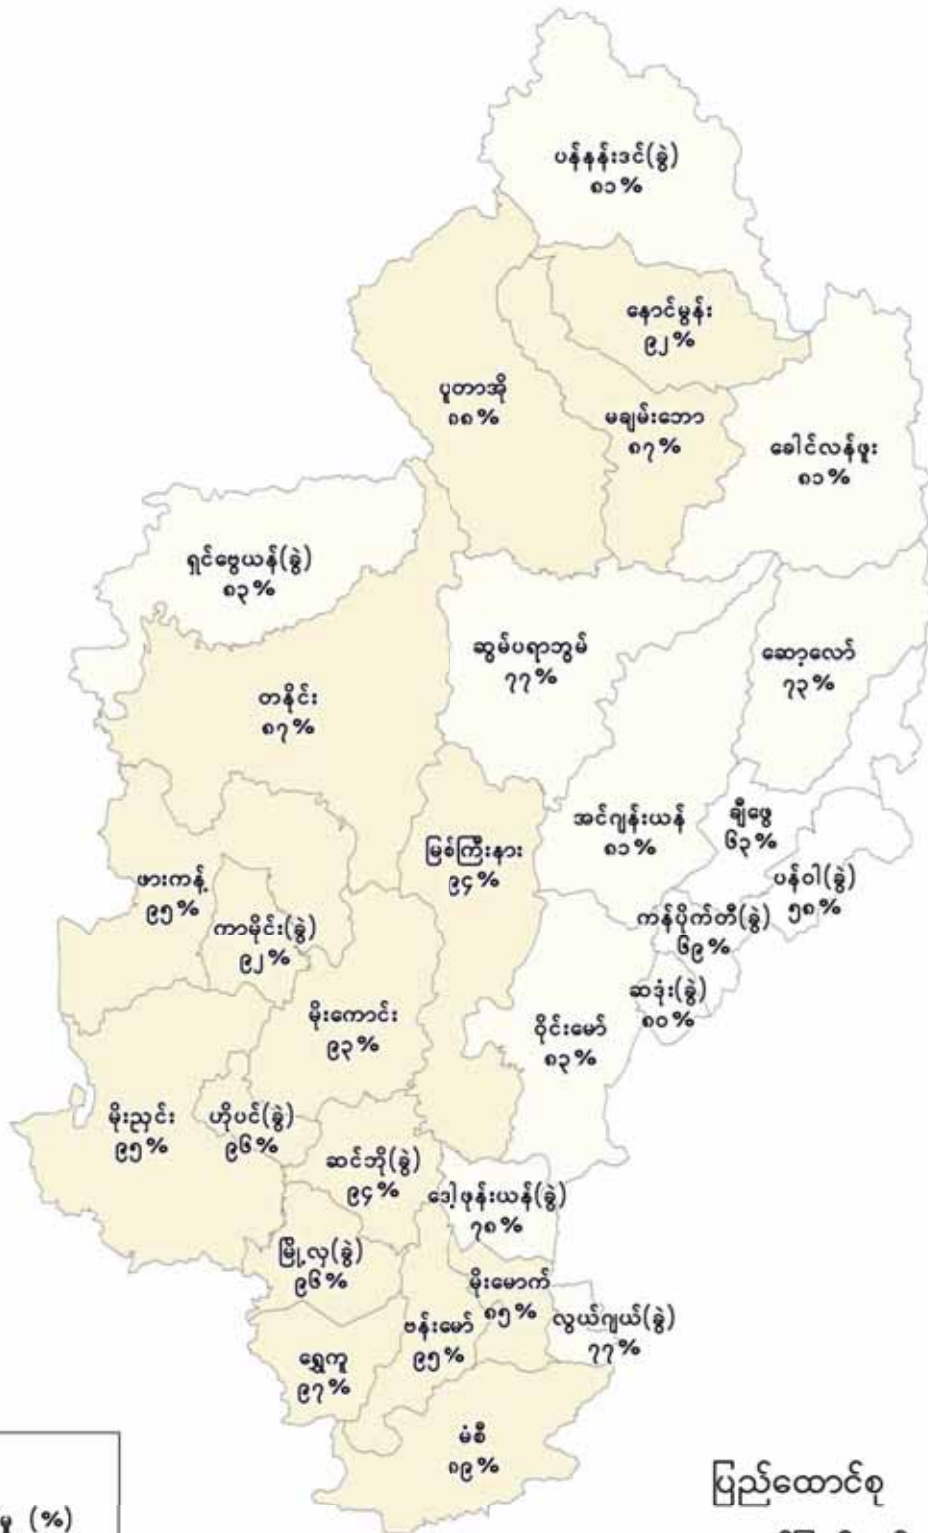 ပန်နန်းဒင်(ခွဲ)
၈၁%
နောင်မွန်း
၉၂%
ပူတာအို
၈၈%
မချမ်းဘော
၈၇%
ခေါင်လန်ဖူး
၈၁%
ရှင်ဗွေယန်(ခွဲ)
၈၃%
ဆွမ်ပရာဘွမ်
၇၇%
ဆော့လော်
၇၃%
တနိုင်း
၈၇%
အင်ဂျန်းယန်
၈၁%
ချီဖွေ
၆၃%
မြစ်ကြီးနား
၉၄%
ဖားကန့်
၉၅%
ပန်ဝါ(ခွဲ)
၅၈%
ကာမိုင်း(ခွဲ)
၉၂%
ကန်ပိုက်တီ(ခွဲ)
၆၉%
ဆဒုံး(ခွဲ)
၈၀%
မိုးကောင်း
၉၃%
ဝိုင်းမော်
၈၃%
မိုးညှင်း
၉၅%
ဟိုပင်(ခွဲ)
၉၆%
ဆင်ဘို(ခွဲ)
၉၄%
ဒေါ့ဖုန်းယန်(ခွဲ)
၇၈%
မြို့လှ(ခွဲ)
၉၆%
မိုးမောက်
၈၅%
လွယ်ဂျယ်(ခွဲ)
၇၇%
ဗန်းမော်
၉၅%
ရွှေကူ
၉၇%
မံစီ
၈၉%
ပြည်ထောင်စု
(%)